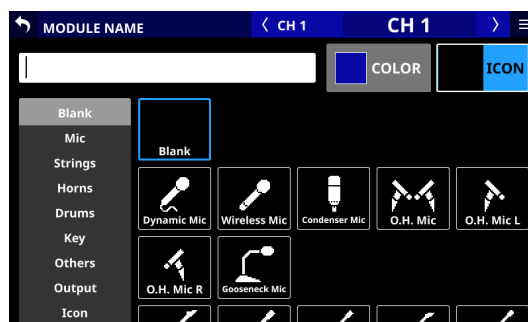 MODULE NAME
CH 1
CH 1
COLOR
ICON
Blank
Mic
Strings
Horns
Drums
Key
Others
Output
Icon
Blank
Dynamic Mic
Wireless Mic
Condenser Mic
O.H. Mic
O.H. Mic L
O.H. Mic R
Gooseneck Mic